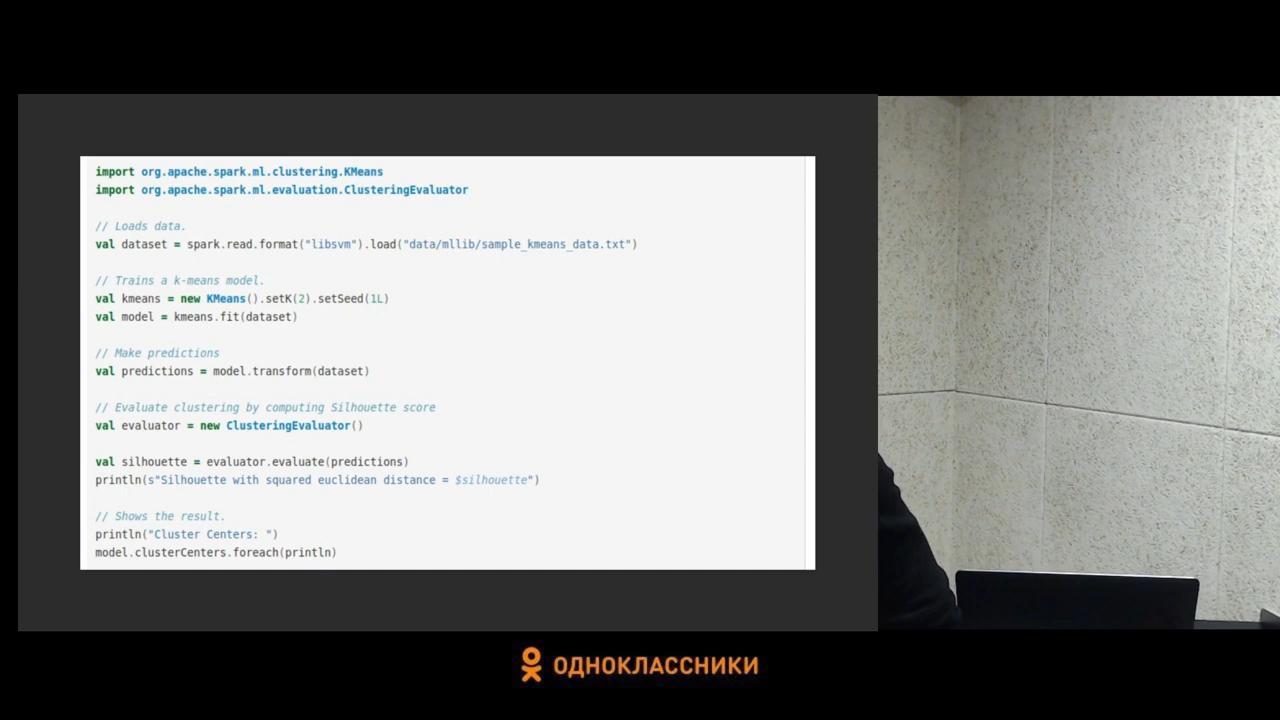 import org.apache.spark.ml.clustering.KMeans
import org.apache.spark.ml.evaluation.ClusteringEvaluator
// Loads data.
val dataset = spark.read.format("libsvm").load("data/mllib/sample_kmeans_data.txt")
// Trains a k-means model.
val kmeans = new KMeans().setK(2).setSeed(1L)
val model = kmeans.fit(dataset)
// Make predictions
val predictions = model.transform(dataset)
// Evaluate clustering by computing Silhouette score
val evaluator = new ClusteringEvaluator()
val silhouette = evaluator.evaluate(predictions)
println(s"Silhouette with squared euclidean distance = $silhouette")
// Shows the result.
println("Cluster Centers: ")
model.clusterCenters.foreach(println)
ОДНОКЛАССНИКИ